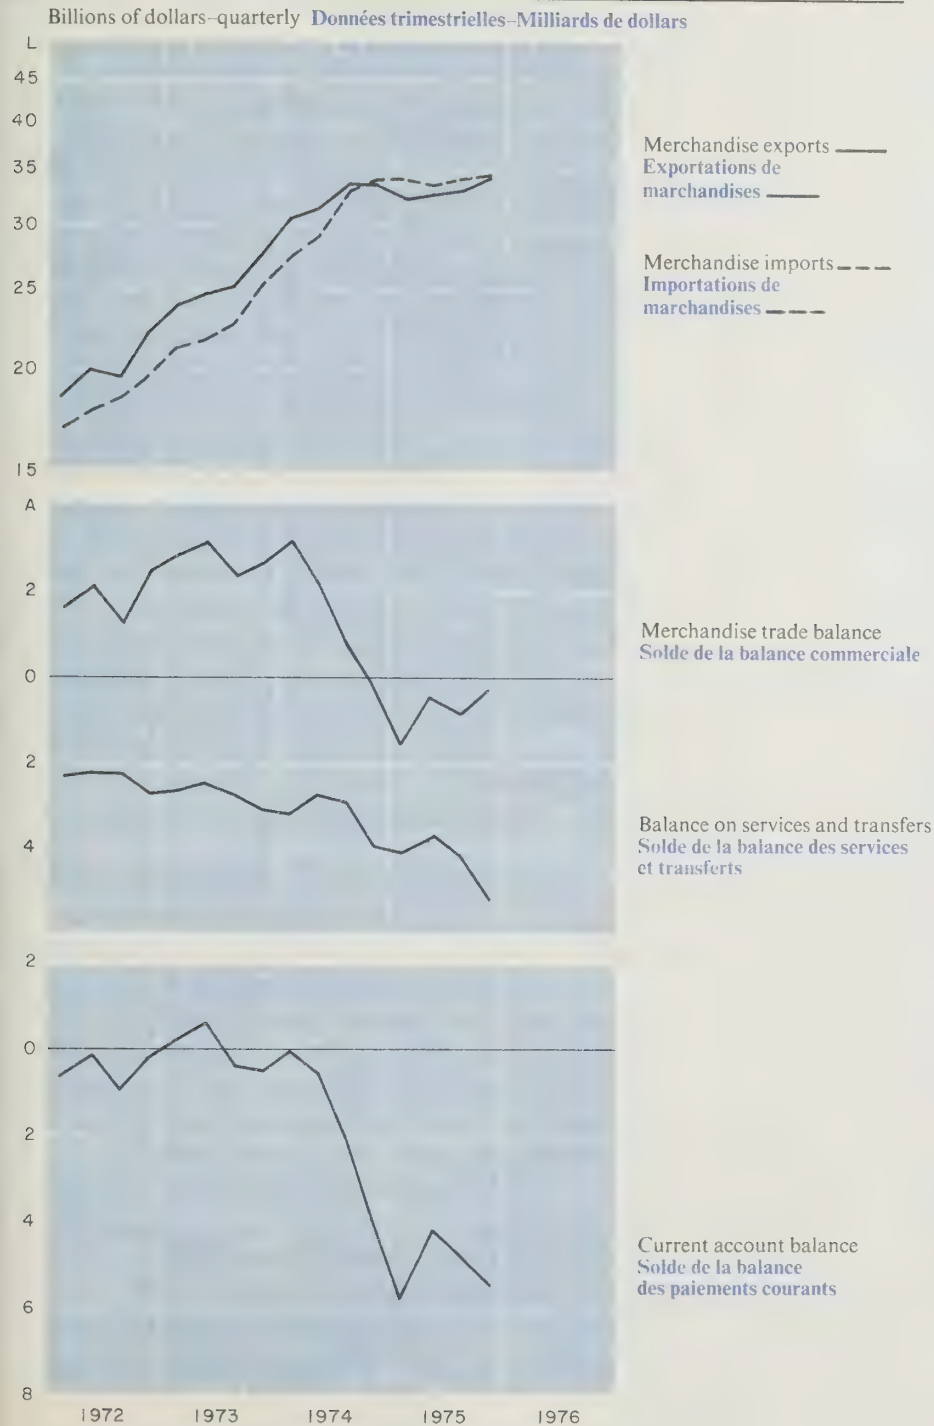 Billions of dollars–quarterly Données trimestrielles–Milliards de dollars
L
45
40
35
30
25
20
15
Merchandise exports
Exportations de
marchandises
Merchandise imports
Importations de
marchandises
A
2
0
2
4
Merchandise trade balance
Solde de la balance commerciale
Balance on services and transfers
Solde de la balance des services
et transferts
2
0
2
4
6
8
Current account balance
Solde de la balance
des paiements courants
1972 1973 1974 1975 1976